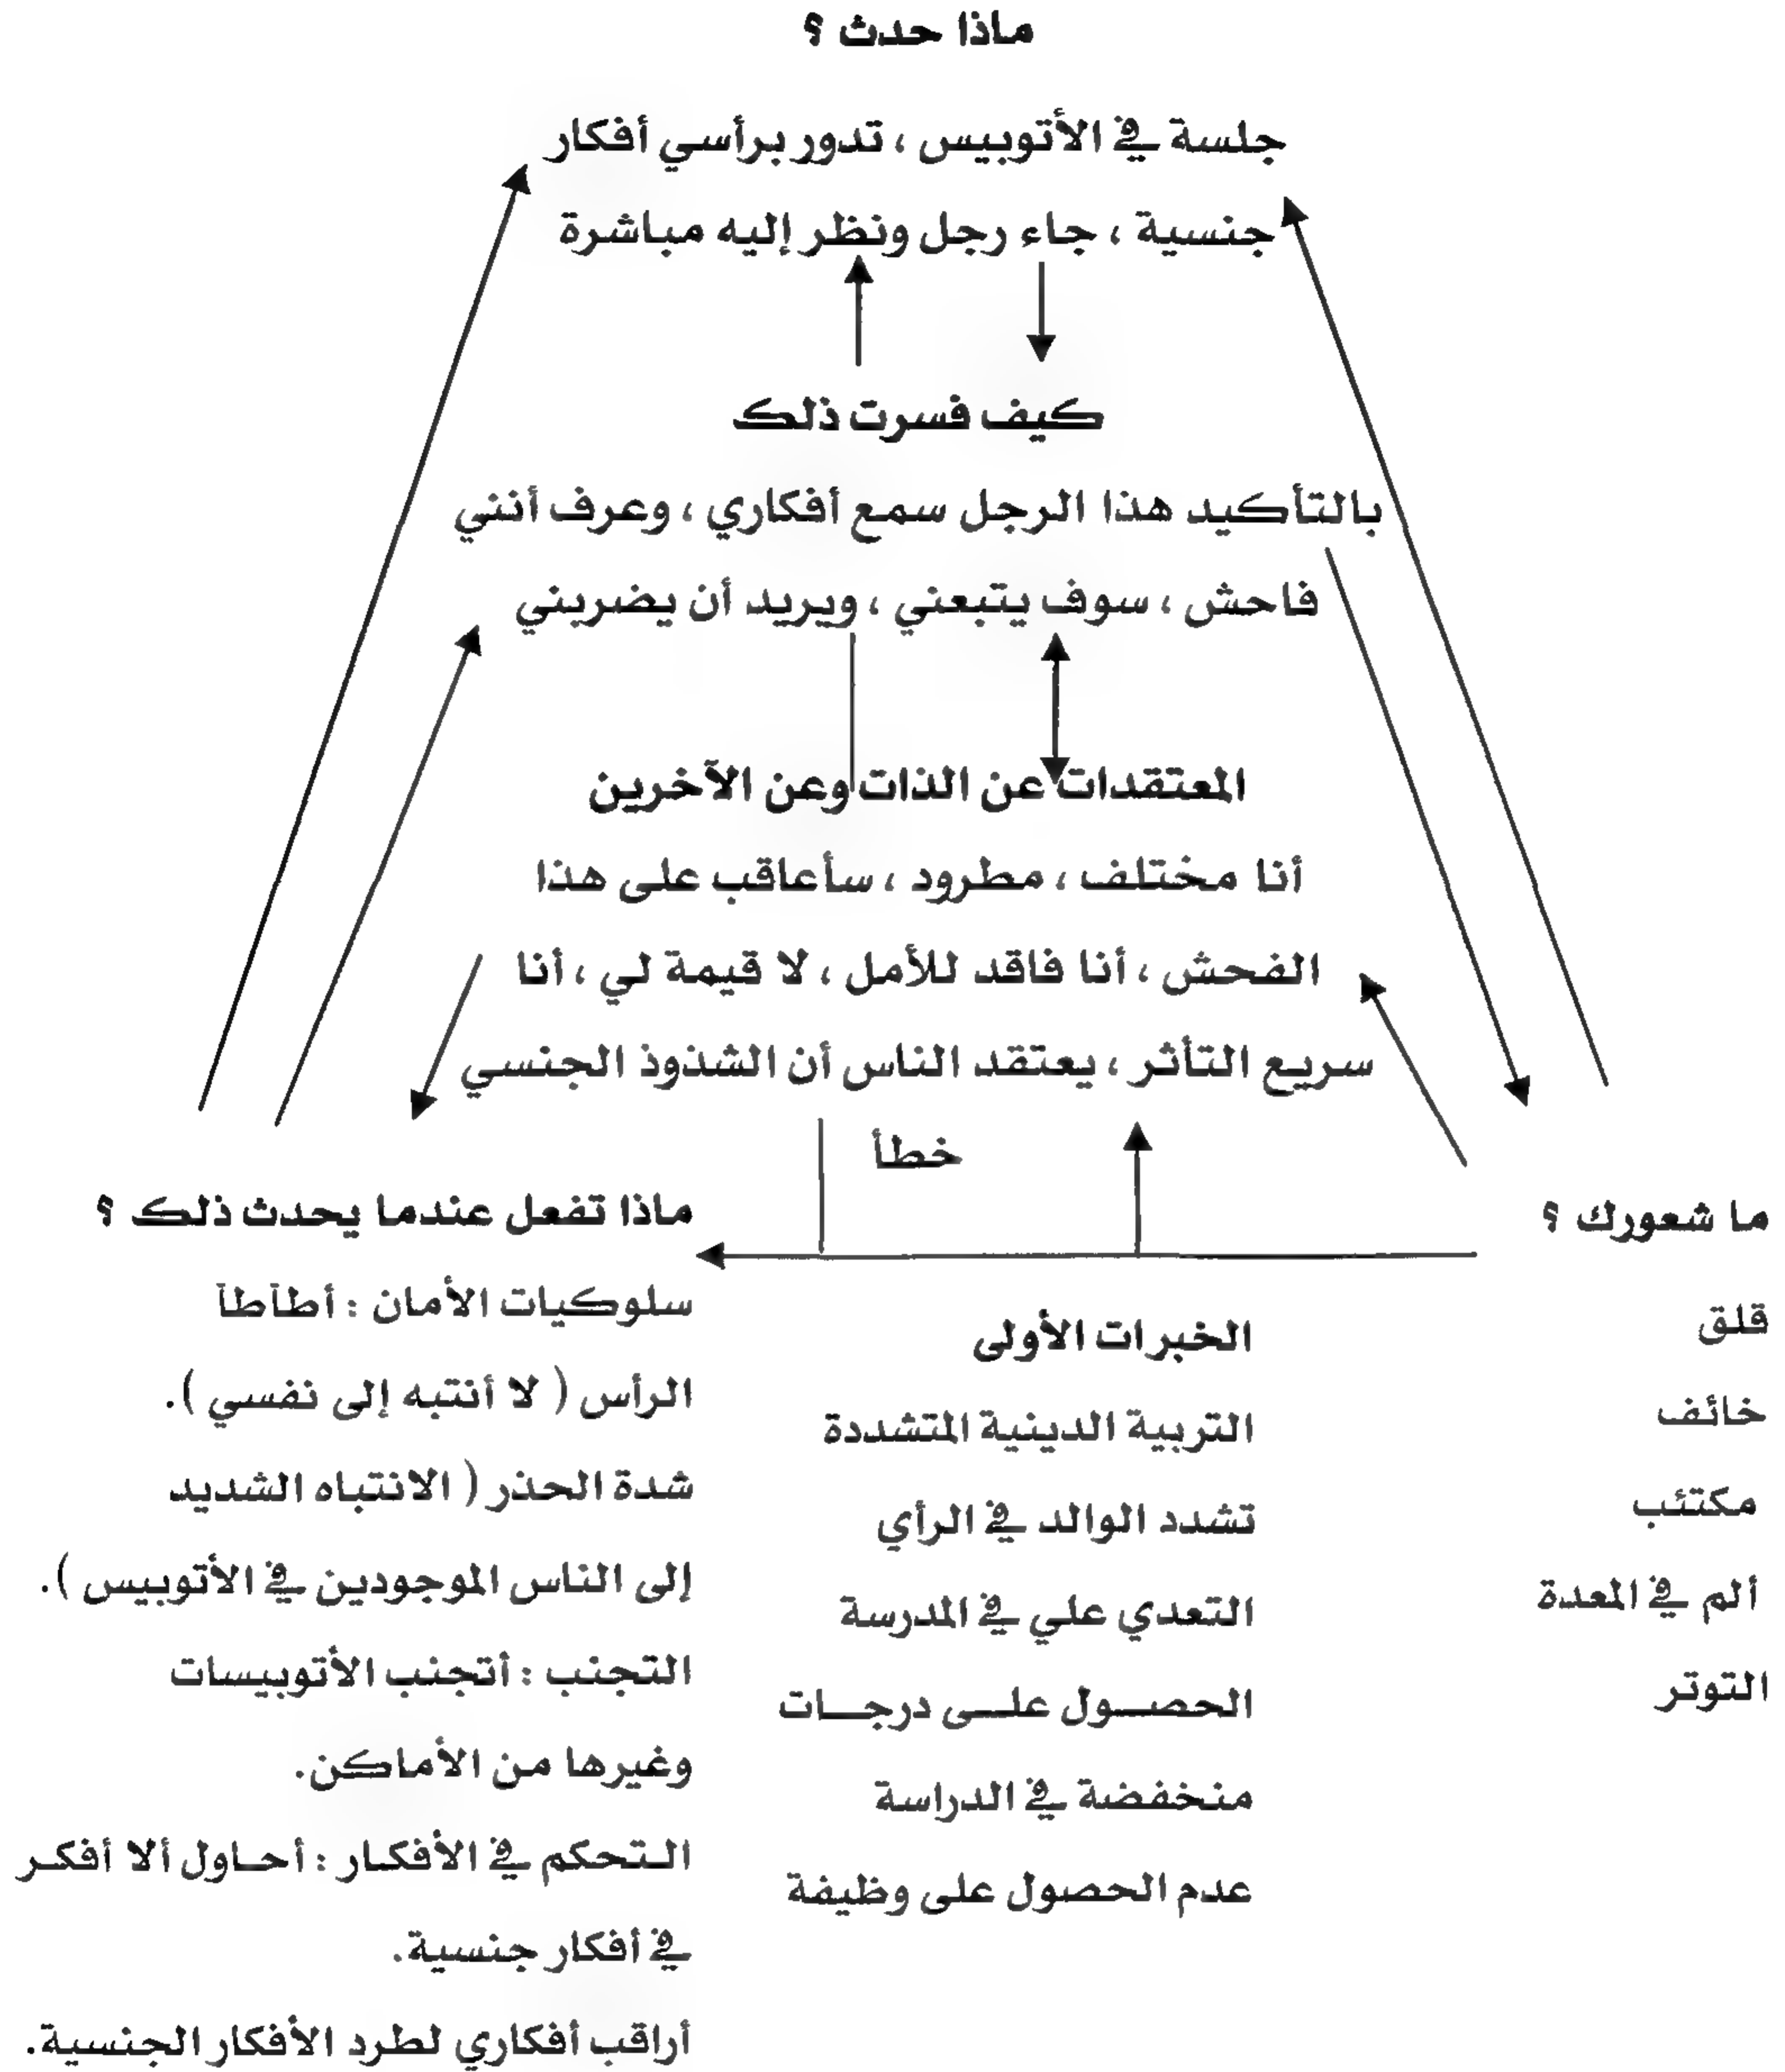 ماذا حدث ؟
جلسة في الأتوبيس ، تدور برأسي أفكار
جنسية ، جاء رجل ونظر إليه مباشرة
كيف فسرت ذلك
بالتأكيد هذا الرجل سمع أفكاري ، وعرف أنني
فاحش ، سوف يتبعني ، ويريد أن يضربني
المعتقدات عن الذات وعن الآخرين
أنا مختلف ، مطرود ، سأعاقب على هذا
الفحش ، أنا فاقد للأمل ، لا قيمة لي ، أنا
سريع التأثر ، يعتقد الناس أن الشذوذ الجنسي
خطأ
ما شعورك ؟
قلق
خائف
مكتئب
ألم في المعدة
التوتر
الخبرات الأولى
التربية الدينية المتشددة
تشدد الوالد في الرأي
التعدي علي في المدرسة
الحصول على درجات
منخفضة في الدراسة
عدم الحصول على وظيفة
ماذا تفعل عندما يحدث ذلك ؟
سلوكيات الأمان : أطآطآ
الرأس ( لا أنتبه إلى نفسي ).
شدة الحذر ( الانتباه الشديد
إلى الناس الموجودين في الأتوبيس ).
التجنب : أتجنب الأتوبيسات
وغيرها من الأماكن.
التحكم في الأفكار : أحاول ألا أفكر
في أفكار جنسية.
أراقب أفكاري لطرد الأفكار الجنسية.